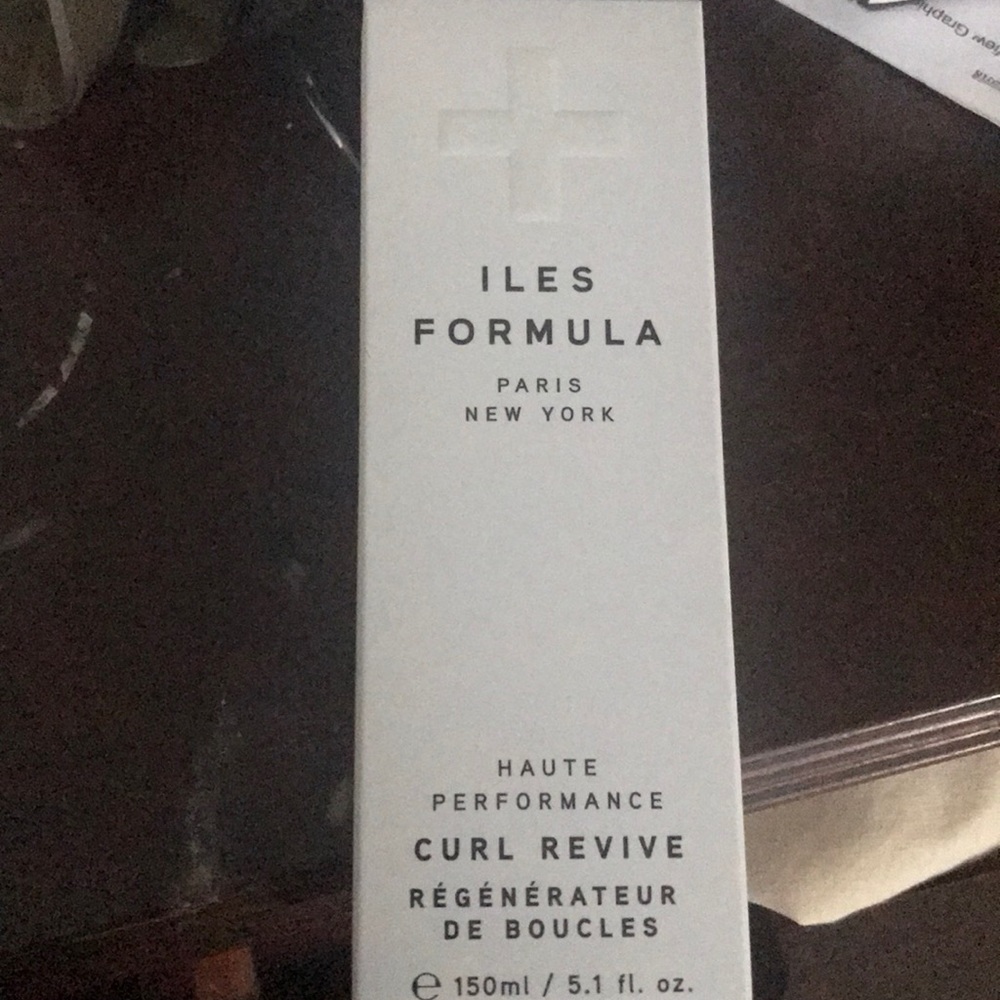 ILES
FORMULA
PARIS
NEW YORK
HAUTE
PERFORMANCE
CURL REVIVE
RÉGÉNÉRATEUR
DE BOUCLES
℮ 150ml / 5.1 fl. oz.